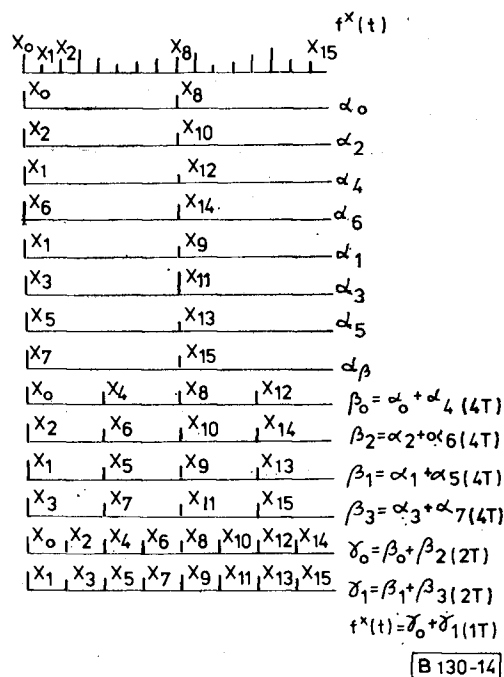 fˣ(t)
X₀ X₁ X₂ X₈ X₁₅
X₀ X₈ α₀
X₂ X₁₀ α₂
X₁ X₁₂ α₄
X₆ X₁₄ α₆
X₁ X₉ α₁
X₃ X₁₁ α₃
X₅ X₁₃ α₅
X₇ X₁₅ αᵦ
X₀ X₄ X₈ X₁₂ β₀=α₀+α₄(4T)
X₂ X₆ X₁₀ X₁₄ β₂=α₂+α₆(4T)
X₁ X₅ X₉ X₁₃ β₁=α₁+α₅(4T)
X₃ X₇ X₁₁ X₁₅ β₃=α₃+α₇(4T)
X₀ X₂ X₄ X₆ X₈ X₁₀ X₁₂ X₁₄ γ₀=β₀+β₂(2T)
X₁ X₃ X₅ X₇ X₉ X₁₁ X₁₃ X₁₅ γ₁=β₁+β₃(2T)
fˣ(t)=γ₀+γ₁(1T)
B 130-14